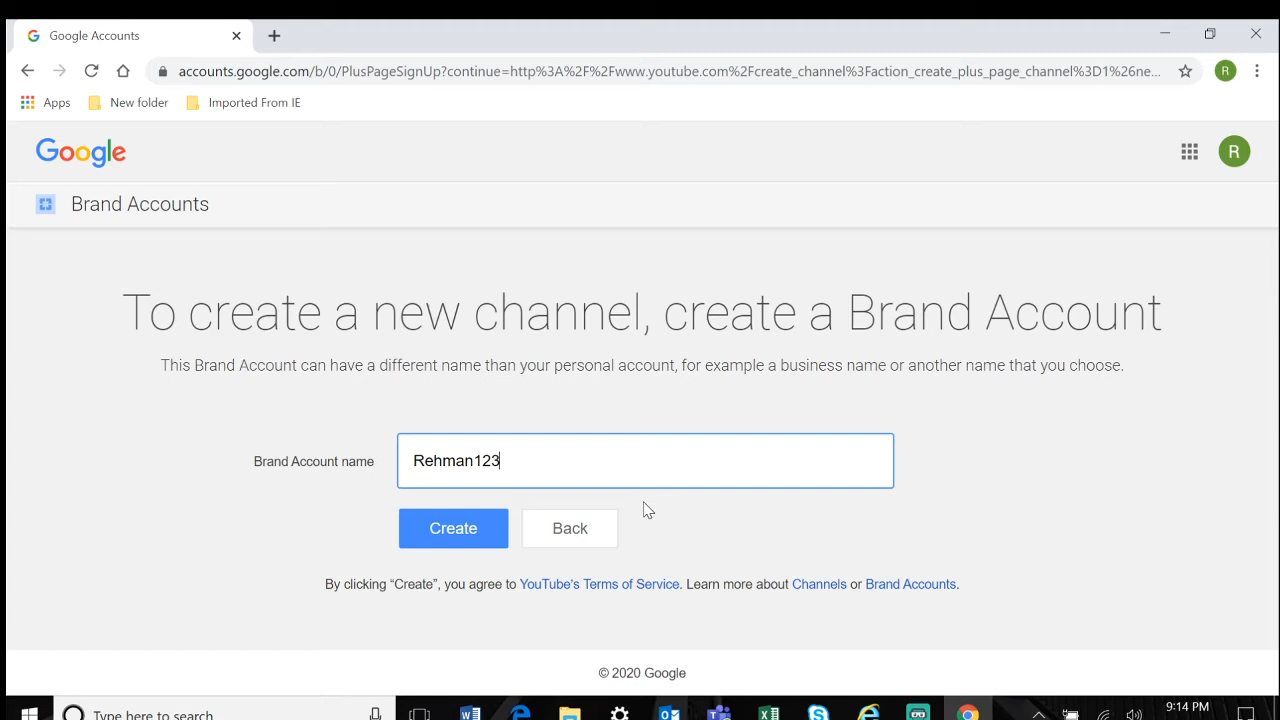 Google Accounts
accounts.google.com/b/0/PlusPageSignUp?continue=http%3A%2F%2Fwww.youtube.com%2Fcreate_channel%3Faction_create_plus_page_channel%3D1%26ne...
R
Apps
New folder
Imported From IE
Google
R
Brand Accounts
To create a new channel, create a Brand Account
This Brand Account can have a different name than your personal account, for example a business name or another name that you choose.
Brand Account name
Rehman123
Create
Back
By clicking “Create”, you agree to YouTube's Terms of Service. Learn more about Channels or Brand Accounts.
© 2020 Google
Type here to search
9:14 PM